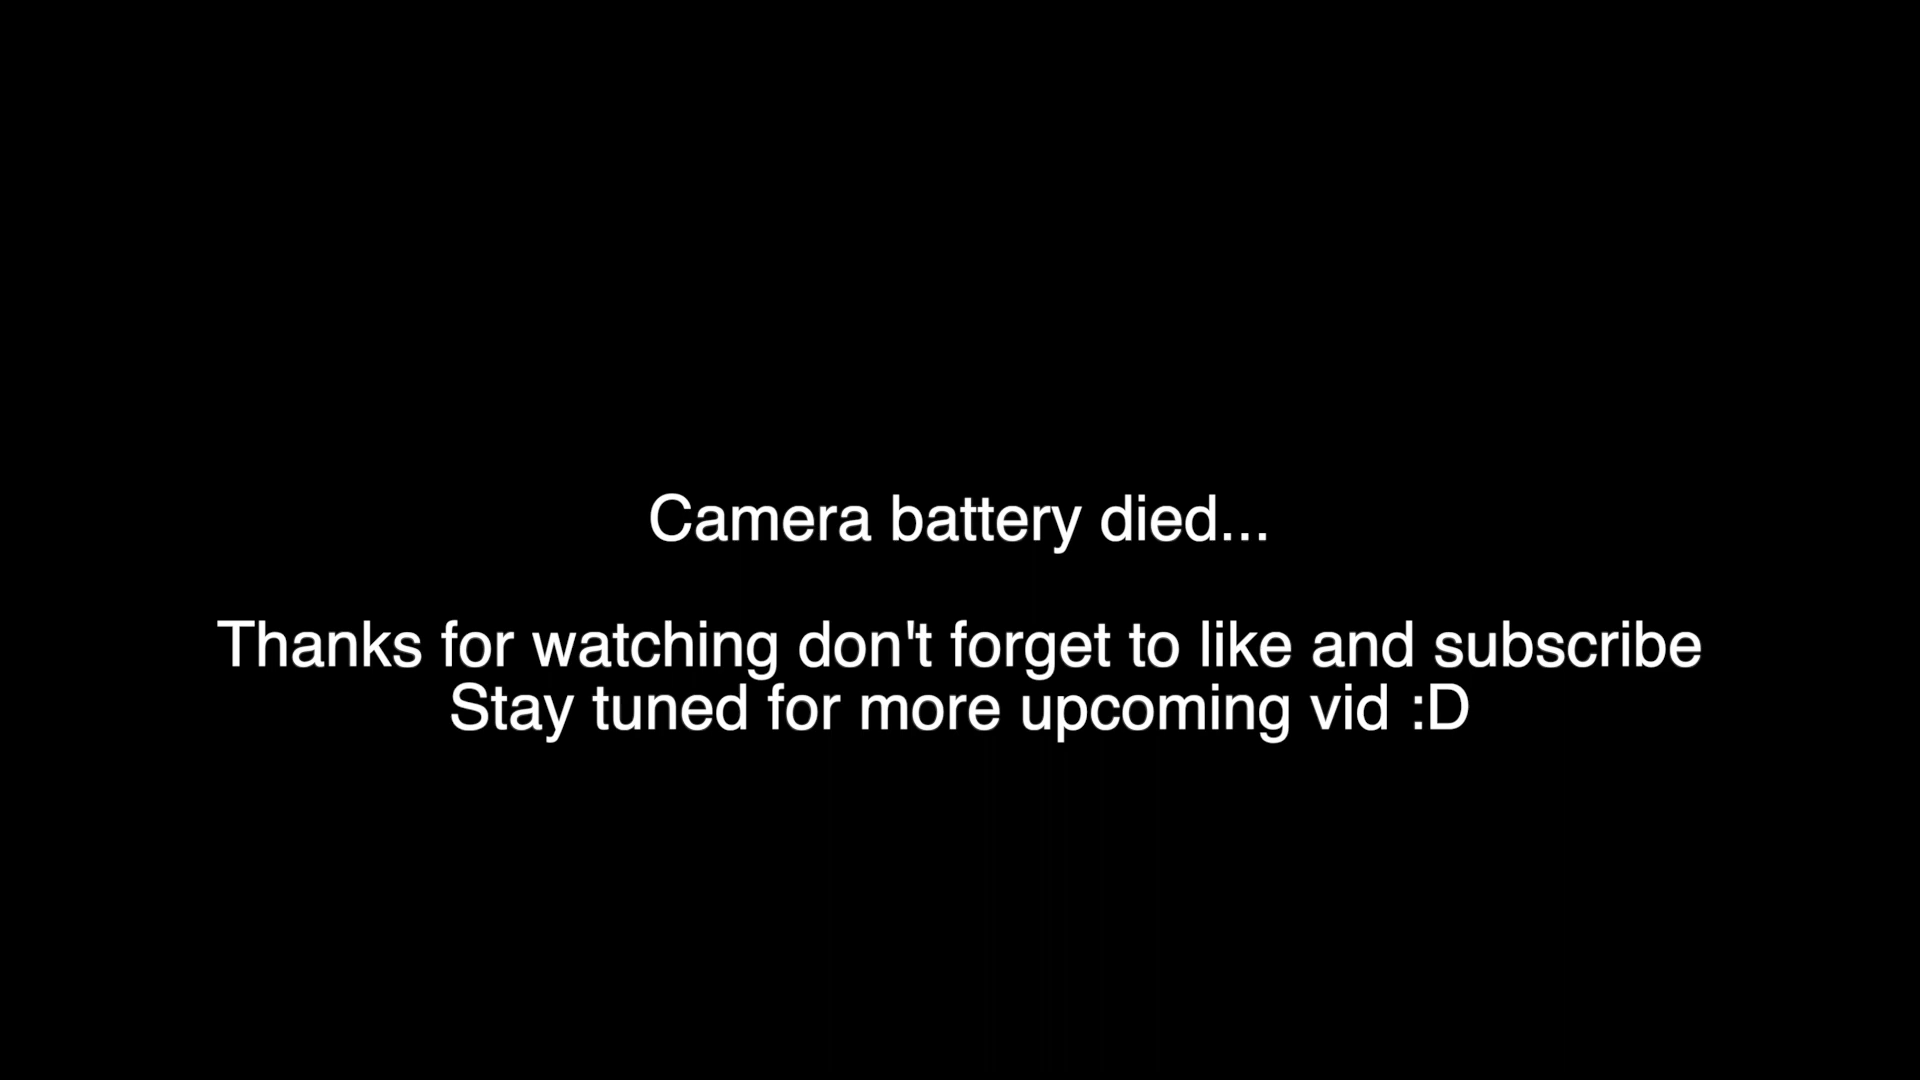 Camera battery died...
Thanks for watching don't forget to like and subscribe
Stay tuned for more upcoming vid :D